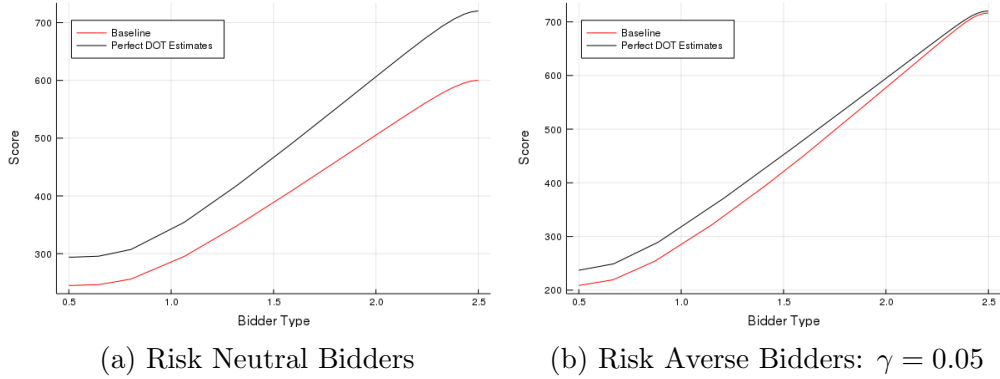 Baseline
Perfect DOT Estimates
700
600
500
400
300
Score
0.5 1.0 1.5 2.0 2.5
Bidder Type
(a) Risk Neutral Bidders
Baseline
Perfect DOT Estimates
700
600
500
400
300
200
Score
0.5 1.0 1.5 2.0 2.5
Bidder Type
(b) Risk Averse Bidders: γ = 0.05